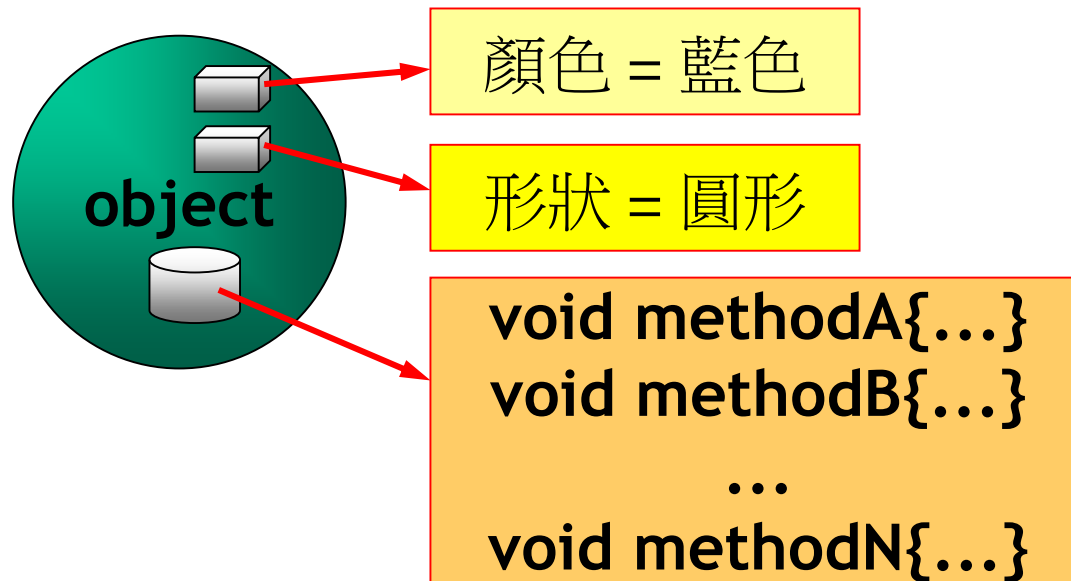 顏色 = 藍色
形狀 = 圓形
object
void methodA{...}
void methodB{...}
...
void methodN{...}